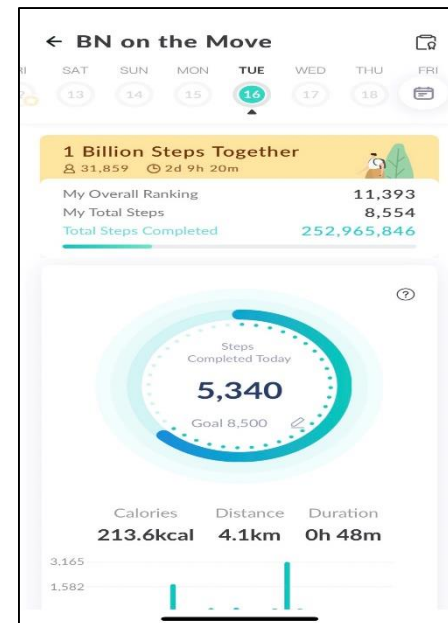 ← BN on the Move
SAT SUN MON TUE WED THU FRI
13 14 15 16 17 18
1 Billion Steps Together
31,859 2d 9h 20m
My Overall Ranking 11,393
My Total Steps 8,554
Total Steps Completed 252,965,846
?
Steps
Completed Today
5,340
Goal 8,500
Calories Distance Duration
213.6kcal 4.1km 0h 48m
3,165
1,582